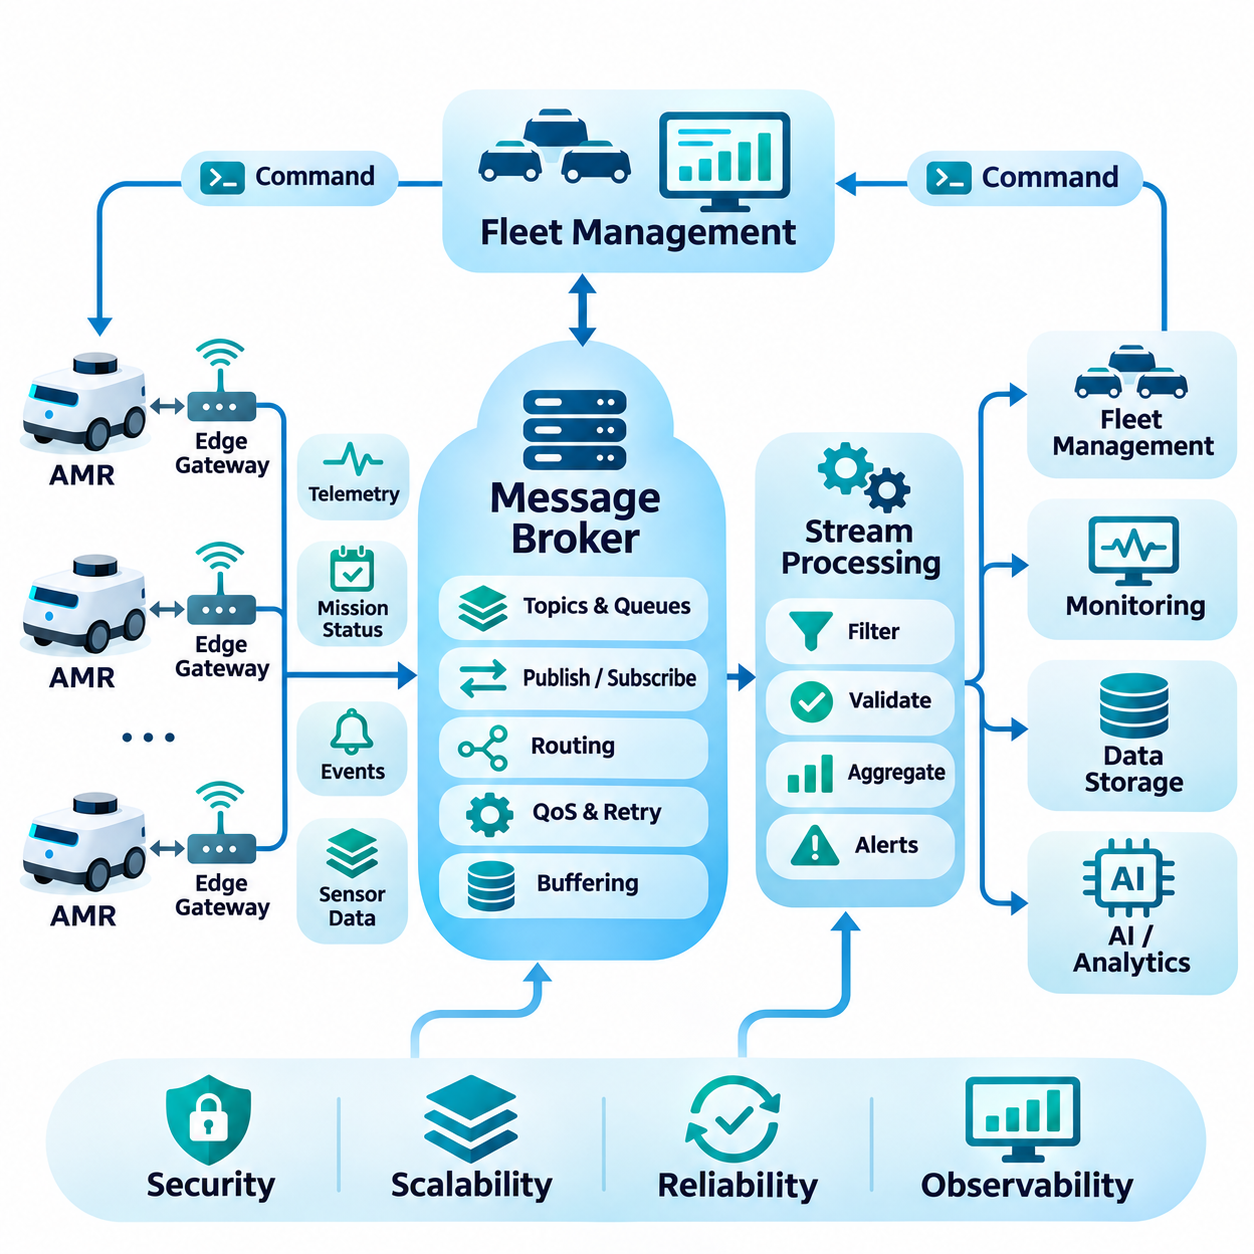 Command
Fleet Management
Command
AMR
Edge
Gateway
AMR
Edge
Gateway
AMR
Edge
Gateway
Telemetry
Mission
Status
Events
Sensor
Data
Message
Broker
Topics & Queues
Publish / Subscribe
Routing
QoS & Retry
Buffering
Stream
Processing
Filter
Validate
Aggregate
Alerts
Fleet
Management
Monitoring
Data
Storage
AI
AI /
Analytics
Security
Scalability
Reliability
Observability